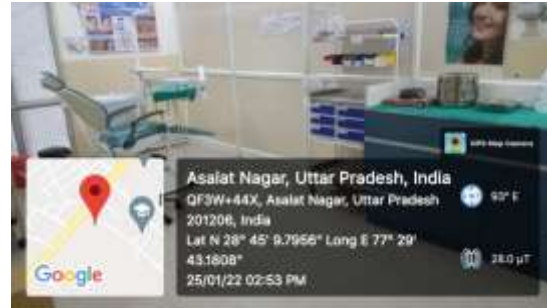 GPS Map Camera
Asalat Nagar, Uttar Pradesh, India
QF3W+44X, Asalat Nagar, Uttar Pradesh
201206, India
Lat N 28° 45' 9.7956" Long E 77° 29'
43.1808"
25/01/22 02:53 PM
93° E
28.0 µT
Google